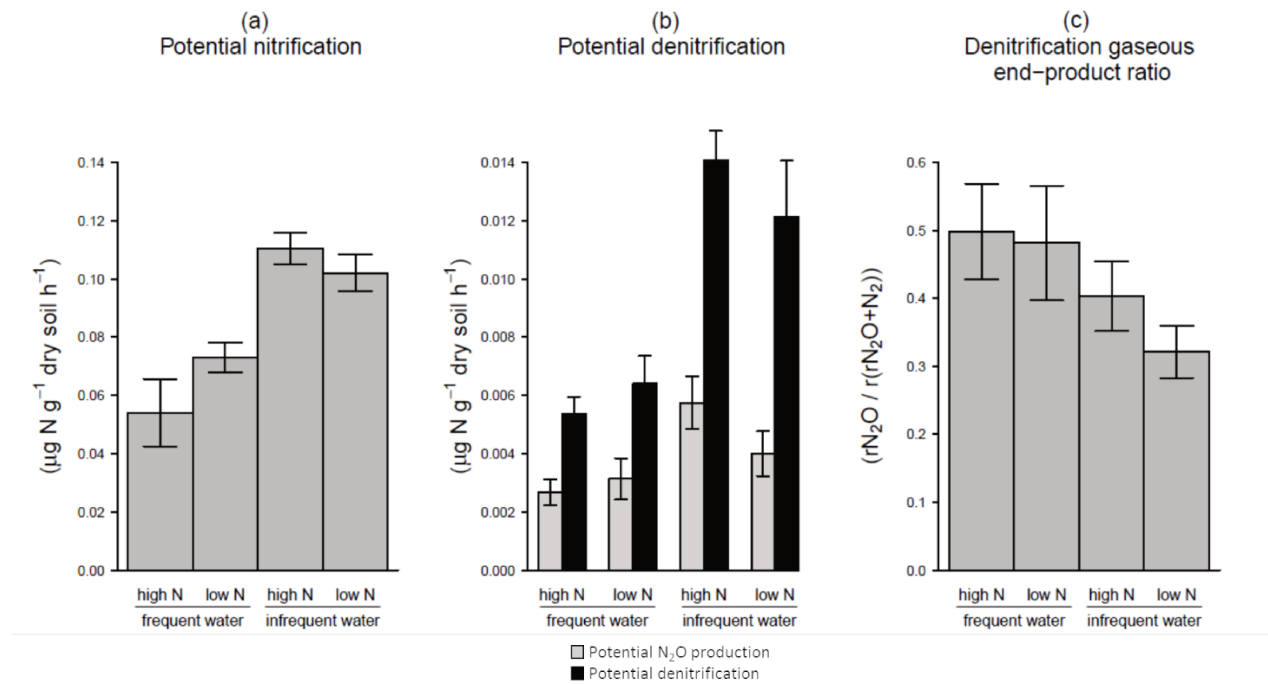 (a)
Potential nitrification
(µg N g⁻¹ dry soil h⁻¹)
0.14
0.12
0.10
0.08
0.06
0.04
0.02
0.00
high N low N high N low N
frequent water infrequent water
(b)
Potential denitrification
(µg N g⁻¹ dry soil h⁻¹)
0.014
0.012
0.010
0.008
0.006
0.004
0.002
0.000
high N low N high N low N
frequent water infrequent water
(c)
Denitrification gaseous
end−product ratio
(rN₂O / r(rN₂O+N₂))
0.6
0.5
0.4
0.3
0.2
0.1
0.0
high N low N high N low N
frequent water infrequent water
Potential N₂O production
Potential denitrification